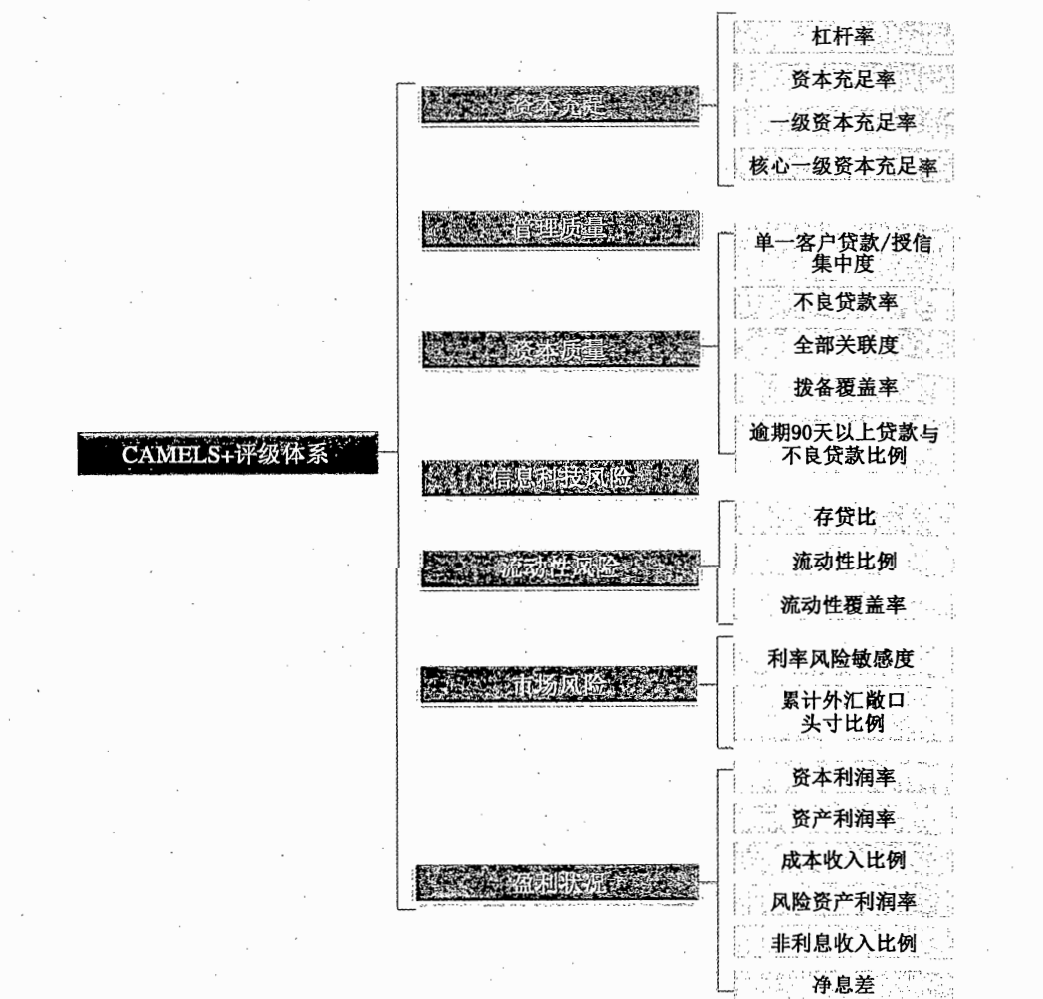 CAMELS+评级体系
资本充足
杠杆率
资本充足率
一级资本充足率
核心一级资本充足率
管理质量
资本质量
单一客户贷款/授信
集中度
不良贷款率
全部关联度
拨备覆盖率
逾期90天以上贷款与
不良贷款比例
信息科技风险
流动性风险
存贷比
流动性比例
流动性覆盖率
市场风险
利率风险敏感度
累计外汇敞口
头寸比例
盈利状况
资本利润率
资产利润率
成本收入比例
风险资产利润率
非利息收入比例
净息差